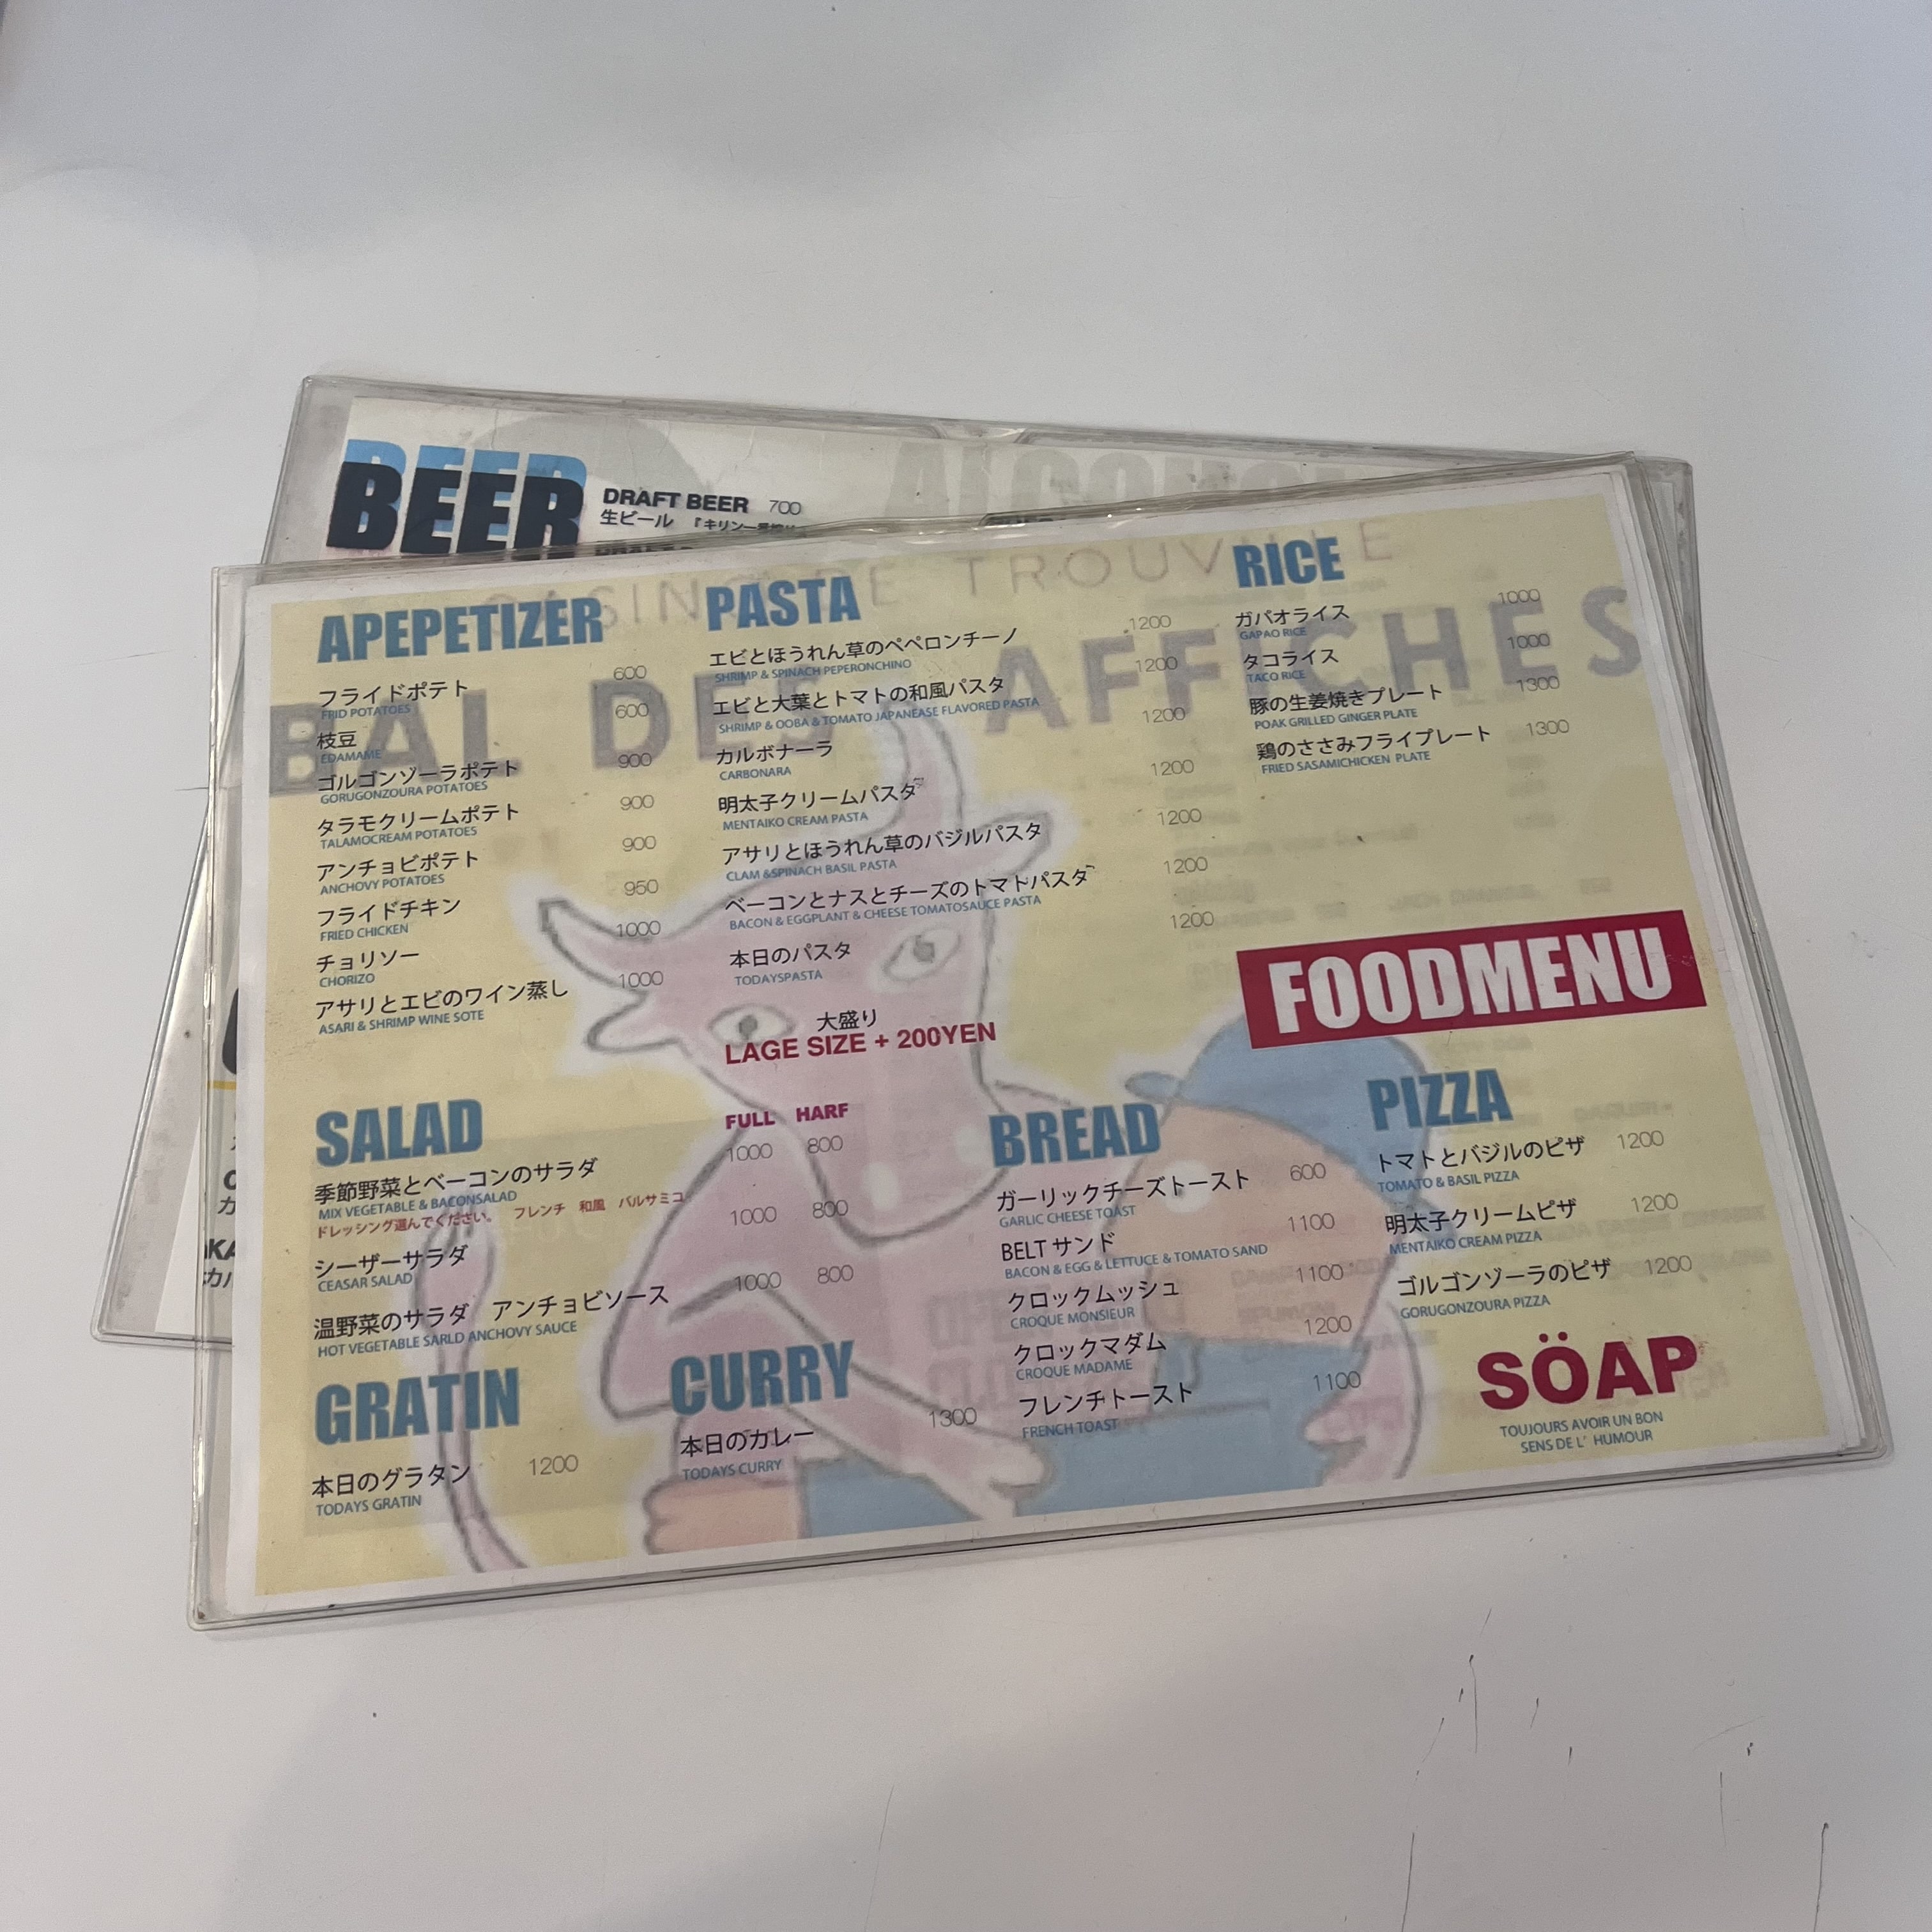 BEER
DRAFT BEER 700
生ビール
ALCOHOL
CASINO DE TROUVILLE
BAL DES AFFICHES
APEPETIZER
フライドポテト 600
FRID POTATOES
枝豆 600
EDAMAME
ゴルゴンゾーラポテト 900
GORUGONZOURA POTATOES
タラモクリームポテト 900
TALAMOCREAM POTATOES
アンチョビポテト 900
ANCHOVY POTATOES
フライドチキン 950
FRIED CHICKEN
チョリソー 1000
CHORIZO
アサリとエビのワイン蒸し 1000
ASARI & SHRIMP WINE SOTE
PASTA
エビとほうれん草のペペロンチーノ 1200
SHRIMP & SPINACH PEPERONCHINO
エビと大葉とトマトの和風パスタ 1200
SHRIMP & OOBA & TOMATO JAPANEASE FLAVORED PASTA
カルボナーラ 1200
CARBONARA
明太子クリームパスタ 1200
MENTAIKO CREAM PASTA
アサリとほうれん草のバジルパスタ 1200
CLAM &SPINACH BASIL PASTA
ベーコンとナスとチーズのトマトパスタ 1200
BACON & EGGPLANT & CHEESE TOMATOSAUCE PASTA
本日のパスタ 1200
TODAYSPASTA
大盛り
LAGE SIZE + 200YEN
RICE
ガパオライス 1000
GAPAO RICE
タコライス 1000
TACO RICE
豚の生姜焼きプレート 1300
POAK GRILLED GINGER PLATE
鶏のささみフライプレート 1300
FRIED SASAMICHICKEN PLATE
FOODMENU
SALAD
FULL HARF
季節野菜とベーコンのサラダ 1000 800
MIX VEGETABLE & BACONSALAD
ドレッシング選んでください。 フレンチ 和風 バルサミコ
シーザーサラダ 1000 800
CEASAR SALAD
温野菜のサラダ アンチョビソース 1000 800
HOT VEGETABLE SARLD ANCHOVY SAUCE
GRATIN
本日のグラタン 1200
TODAYS GRATIN
CURRY
本日のカレー 1300
TODAYS CURRY
BREAD
ガーリックチーズトースト 600
GARLIC CHEESE TOAST
BELTサンド 1100
BACON & EGG & LETTUCE & TOMATO SAND
クロックムッシュ 1100
CROQUE MONSIEUR
クロックマダム 1200
CROQUE MADAME
フレンチトースト 1100
FRENCH TOAST
PIZZA
トマトとバジルのピザ 1200
TOMATO & BASIL PIZZA
明太子クリームピザ 1200
MENTAIKO CREAM PIZZA
ゴルゴンゾーラのピザ 1200
GORUGONZOURA PIZZA
SÖAP
TOUJOURS AVOIR UN BON
SENS DE L' HUMOUR